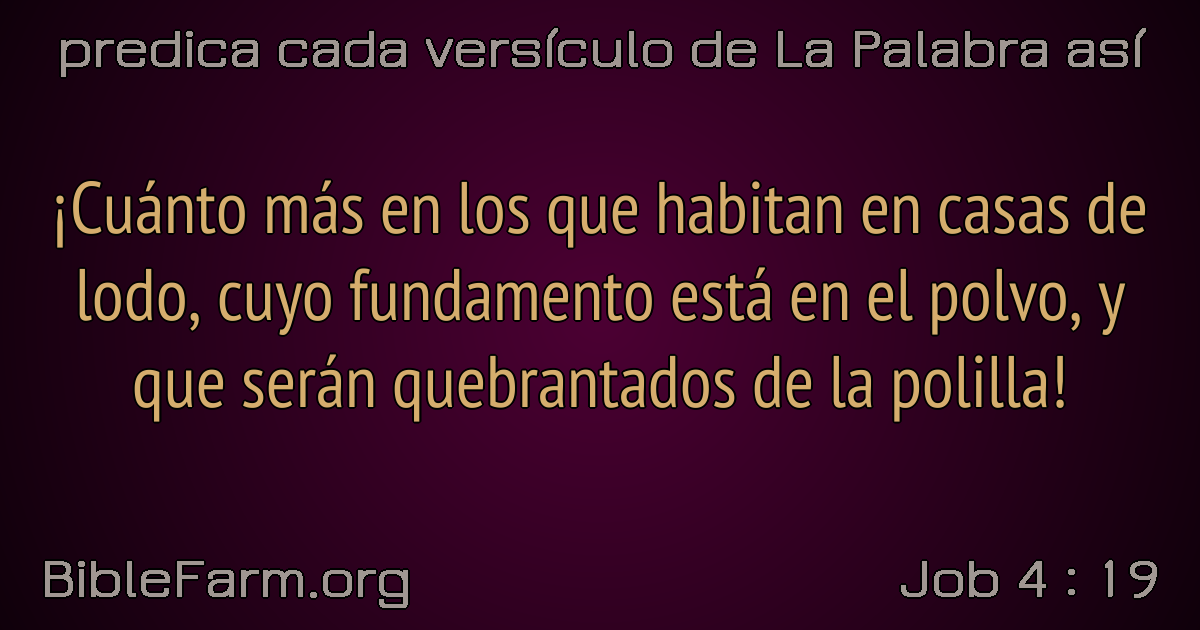 predica cada versículo de La Palabra así
¡Cuánto más en los que habitan en casas de
lodo, cuyo fundamento está en el polvo, y
que serán quebrantados de la polilla!
BibleFarm.org
Job 4 : 19